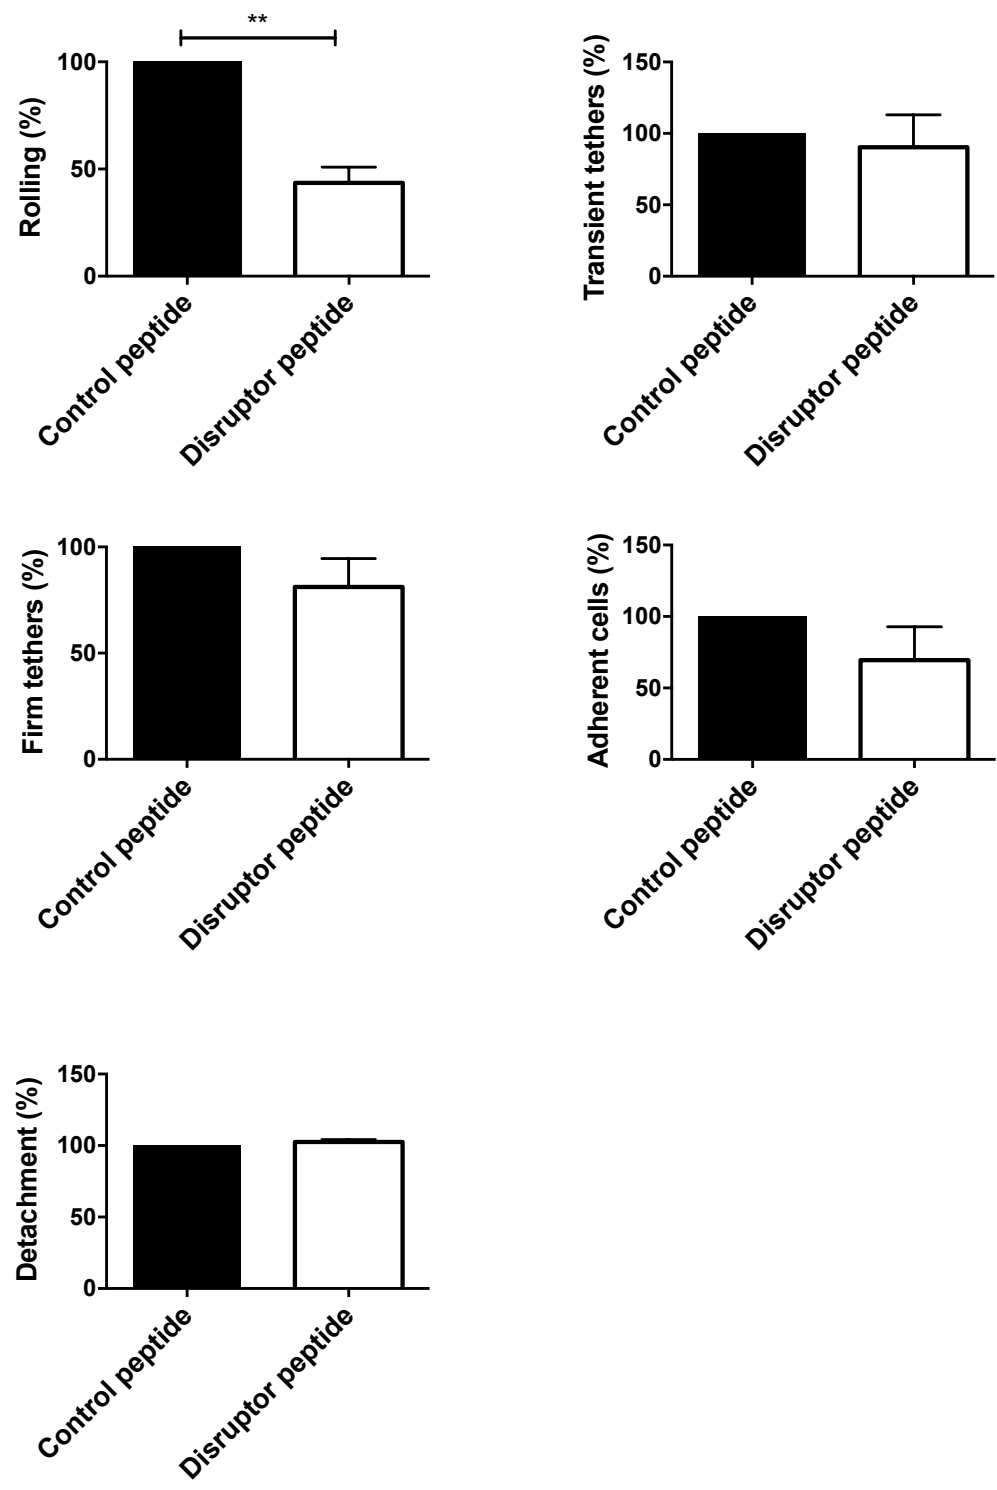 **
Rolling (%)
100
50
0
Control peptide
Disruptor peptide
Transient tethers (%)
150
100
50
0
Control peptide
Disruptor peptide
Firm tethers (%)
100
50
0
Control peptide
Disruptor peptide
Adherent cells (%)
150
100
50
0
Control peptide
Disruptor peptide
Detachment (%)
150
100
50
0
Control peptide
Disruptor peptide